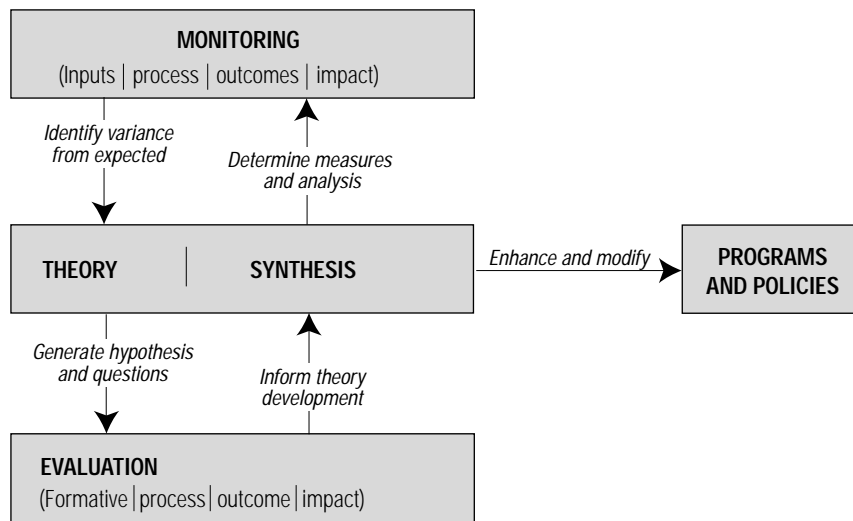 MONITORING
(Inputs | process | outcomes | impact)
Identify variance
from expected
Determine measures
and analysis
THEORY | SYNTHESIS
Enhance and modify
PROGRAMS
AND POLICIES
Generate hypothesis
and questions
Inform theory
development
EVALUATION
(Formative | process | outcome | impact)